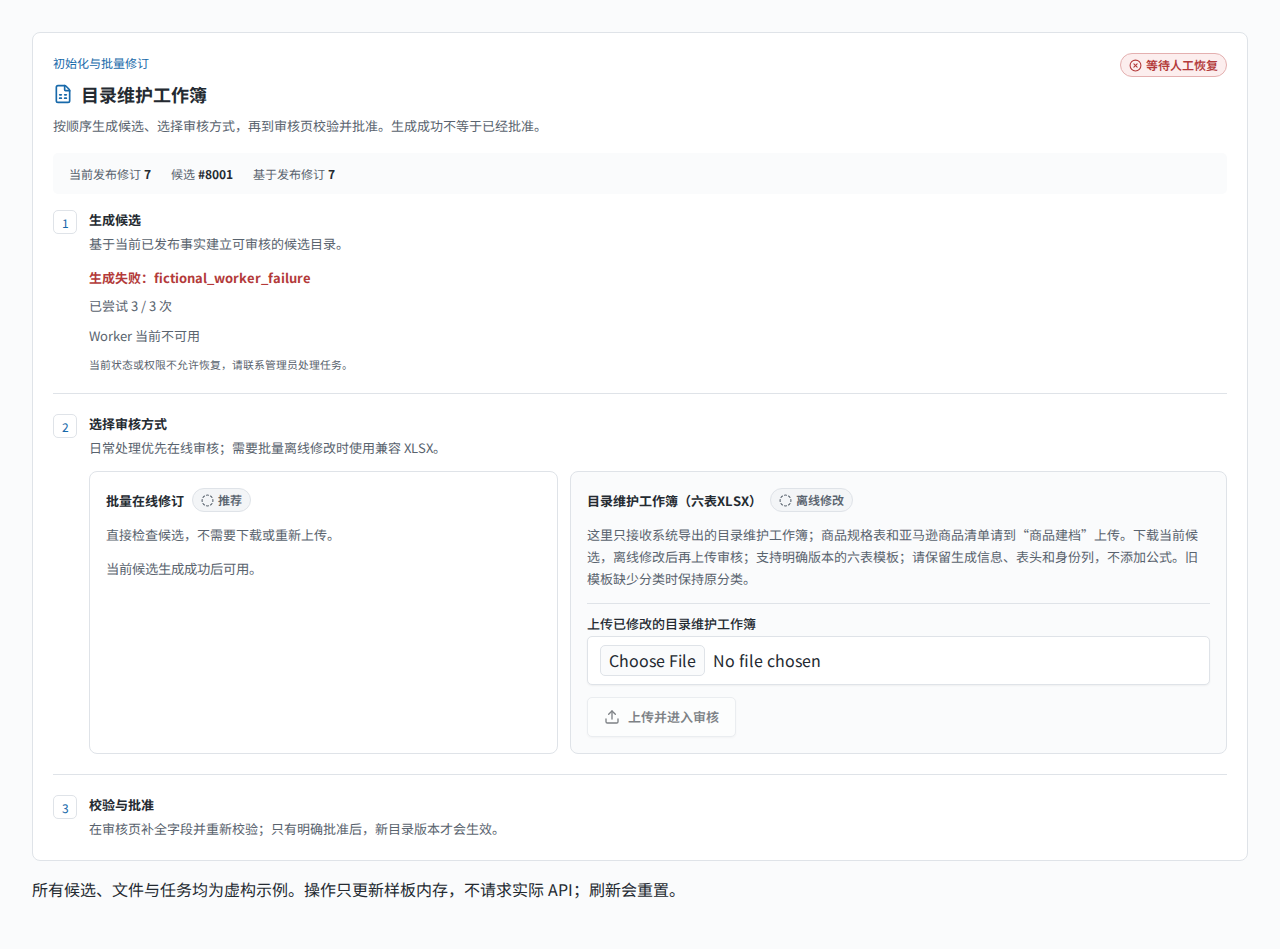 初始化与批量修订
等待人工恢复
目录维护工作簿
按顺序生成候选、选择审核方式，再到审核页校验并批准。生成成功不等于已经批准。
当前发布修订 7 候选 #8001 基于发布修订 7
1 生成候选
基于当前已发布事实建立可审核的候选目录。
生成失败：fictional_worker_failure
已尝试 3 / 3 次
Worker 当前不可用
当前状态或权限不允许恢复，请联系管理员处理任务。
2 选择审核方式
日常处理优先在线审核；需要批量离线修改时使用兼容 XLSX。
批量在线修订 推荐
直接检查候选，不需要下载或重新上传。
当前候选生成成功后可用。
目录维护工作簿（六表XLSX） 离线修改
这里只接收系统导出的目录维护工作簿；商品规格表和亚马逊商品清单请到“商品建档”上传。下载当前候
选，离线修改后再上传审核；支持明确版本的六表模板；请保留生成信息、表头和身份列，不添加公式。旧
模板缺少分类时保持原分类。
上传已修改的目录维护工作簿
Choose File No file chosen
上传并进入审核
3 校验与批准
在审核页补全字段并重新校验；只有明确批准后，新目录版本才会生效。
所有候选、文件与任务均为虚构示例。操作只更新样板内存，不请求实际 API；刷新会重置。